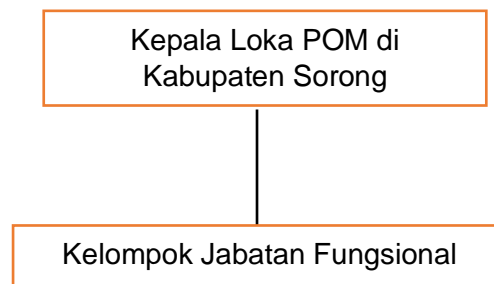 Kepala Loka POM di
Kabupaten Sorong
Kelompok Jabatan Fungsional